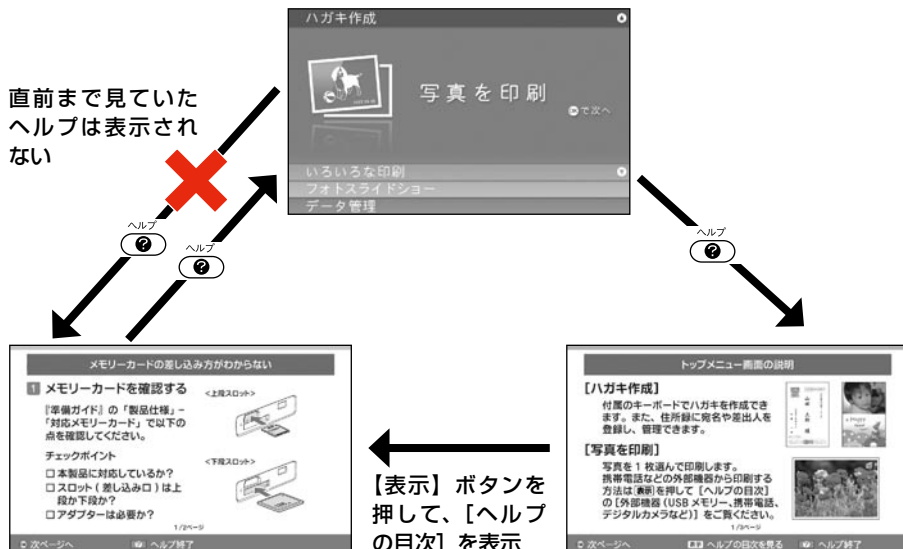 ハガキ作成
写真を印刷
で次へ
いろいろな印刷
フォトスライドショー
データ管理
直前まで見ていた
ヘルプは表示され
ない
ヘルプ
?
ヘルプ
?
ヘルプ
?
メモリーカードの差し込み方がわからない
1 メモリーカードを確認する
『準備ガイド』の「製品仕様」−
「対応メモリーカード」で以下の
点を確認してください。
チェックポイント
□ 本製品に対応しているか?
□ スロット ( 差し込み口 ) は上
段か下段か?
□ アダプターは必要か?
<上段スロット>
<下段スロット>
1/2ページ
次ページへ
ヘルプ終了
【表示】ボタンを
押して、[ヘルプ
の目次] を表示
トップメニュー画面の説明
[ハガキ作成]
付属のキーボードでハガキを作成でき
ます。また、住所録に宛名や差出人を
登録し、管理できます。
[写真を印刷]
写真を 1 枚選んで印刷します。
携帯電話などの外部機器から印刷する
方法は 表示 を押して [ヘルプの目次]
の [外部機器 (USB メモリー、携帯電話、
デジタルカメラなど)] をご覧ください。
1/3ページ
次ページへ
表示 ヘルプの目次を見る
ヘルプ終了